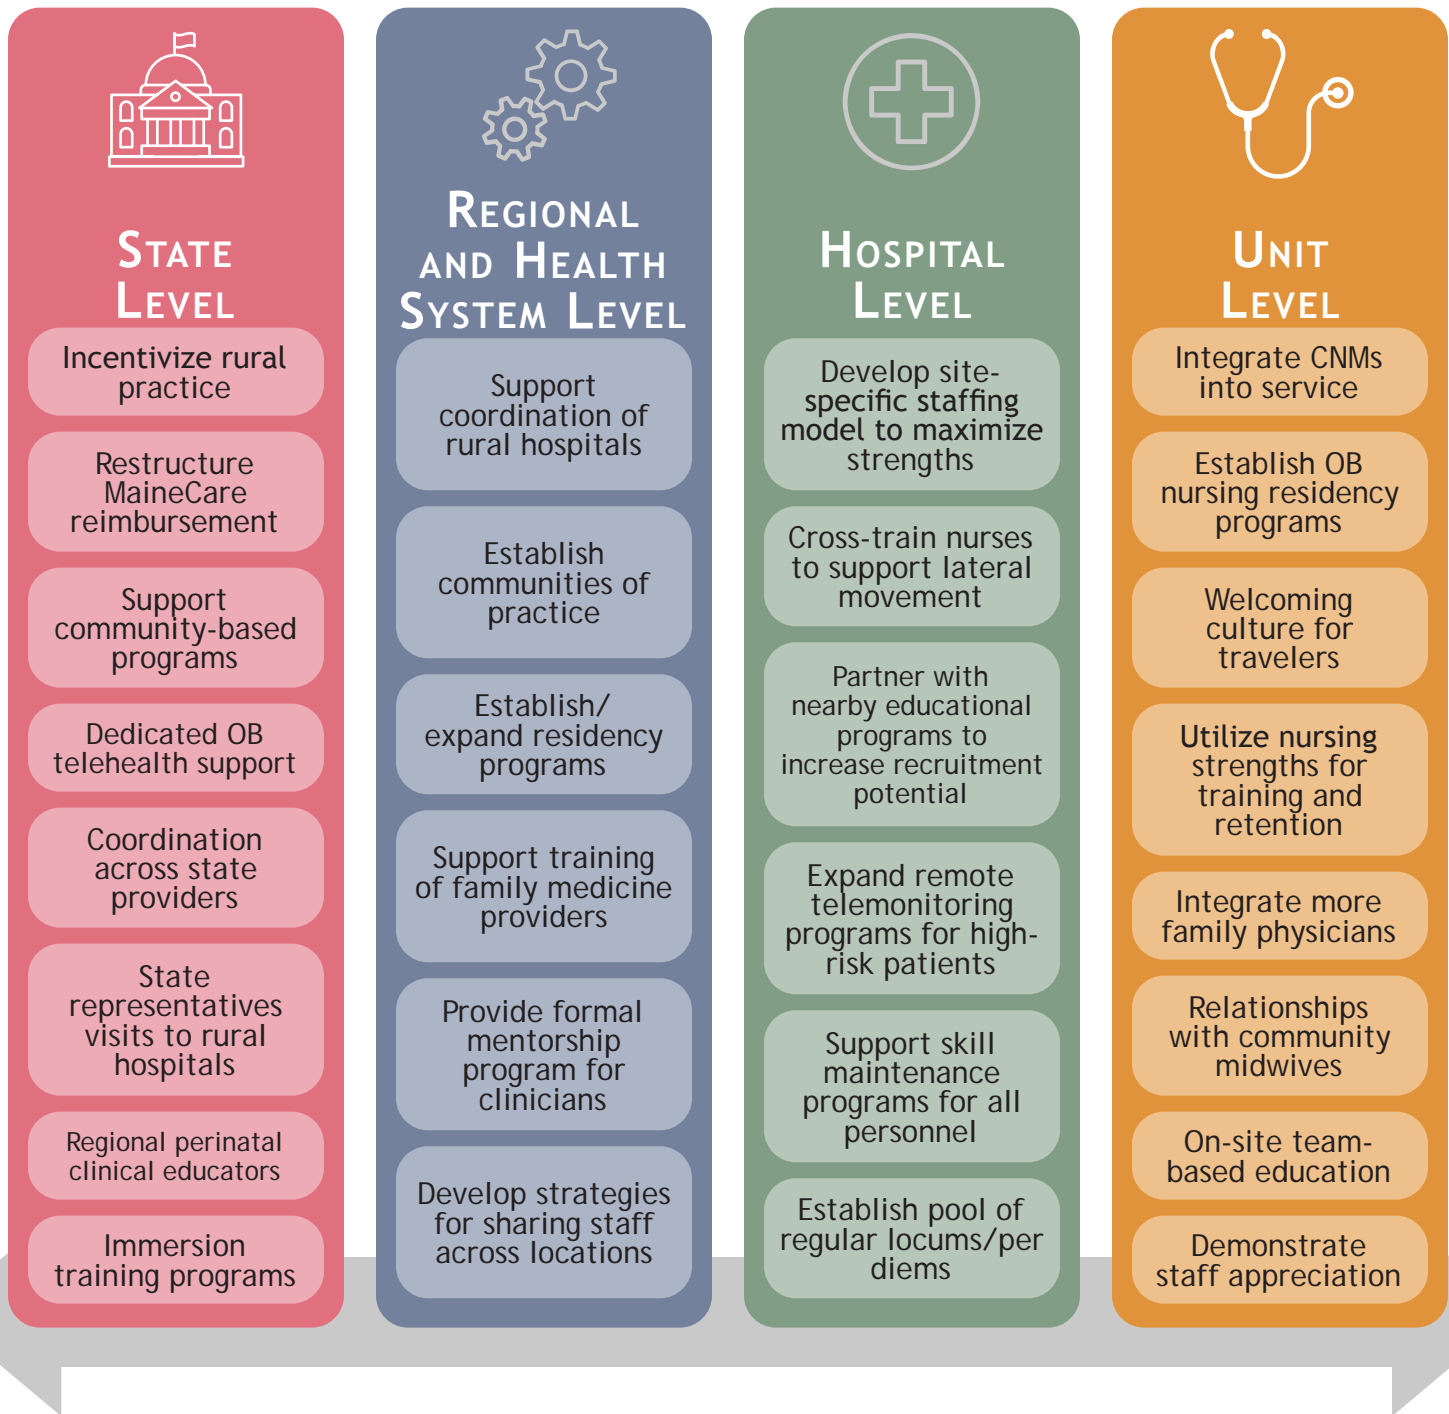 STATE
LEVEL
Incentivize rural
practice
Restructure
MaineCare
reimbursement
Support
community-based
programs
Dedicated OB
telehealth support
Coordination
across state
providers
State
representatives
visits to rural
hospitals
Regional perinatal
clinical educators
Immersion
training programs
REGIONAL
AND HEALTH
SYSTEM LEVEL
Support
coordination of
rural hospitals
Establish
communities of
practice
Establish/
expand residency
programs
Support training
of family medicine
providers
Provide formal
mentorship
program for
clinicians
Develop strategies
for sharing staff
across locations
HOSPITAL
LEVEL
Develop site-
specific staffing
model to maximize
strengths
Cross-train nurses
to support lateral
movement
Partner with
nearby educational
programs to
increase recruitment
potential
Expand remote
telemonitoring
programs for high-
risk patients
Support skill
maintenance
programs for all
personnel
Establish pool of
regular locums/per
diems
UNIT
LEVEL
Integrate CNMs
into service
Establish OB
nursing residency
programs
Welcoming
culture for
travelers
Utilize nursing
strengths for
training and
retention
Integrate more
family physicians
Relationships
with community
midwives
On-site team-
based education
Demonstrate
staff appreciation